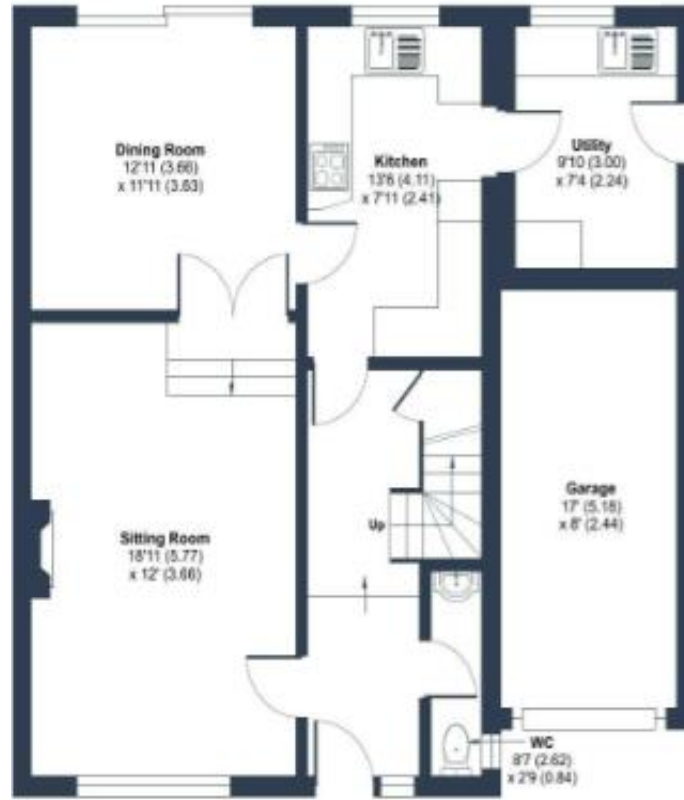 Dining Room
12'11 (3.66)
x 11'11 (3.63)
Kitchen
13'6 (4.11)
x 7'11 (2.41)
Utility
9'10 (3.00)
x 7'4 (2.24)
Sitting Room
18'11 (5.77)
x 12' (3.66)
Up
Garage
17' (5.18)
x 8' (2.44)
WC
8'7 (2.62)
x 2'9 (0.84)